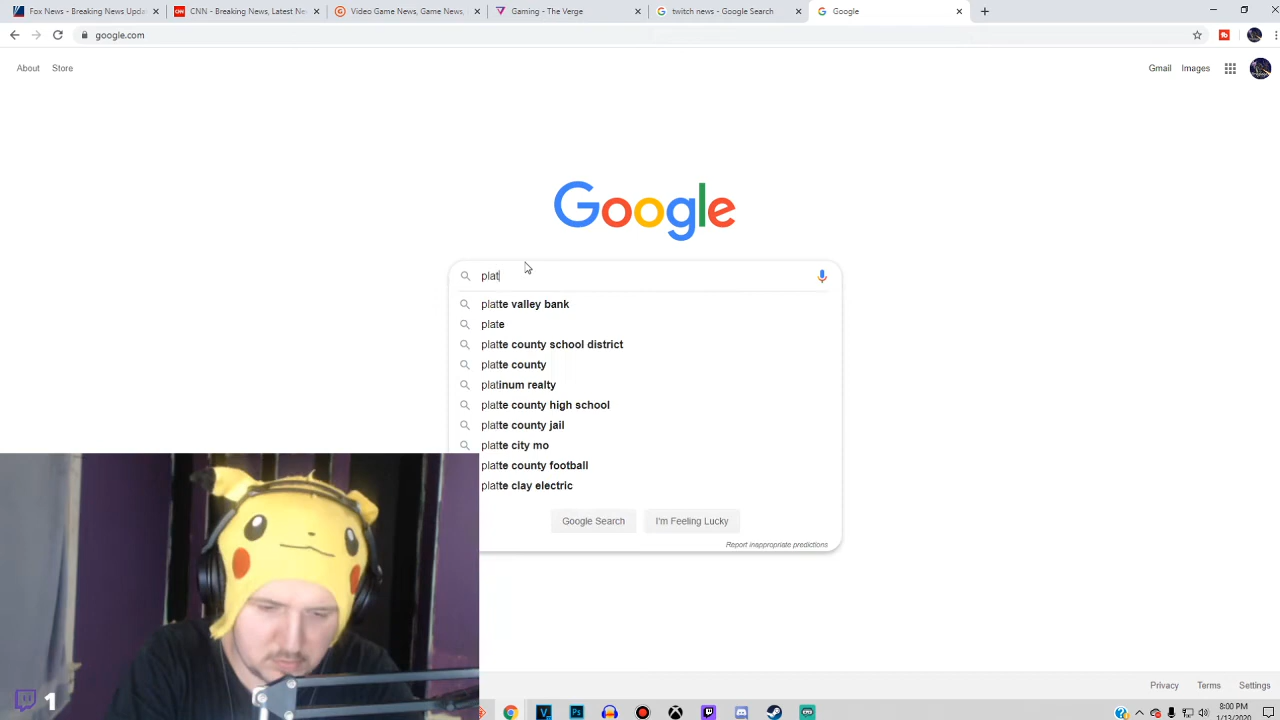 Fox News - Breaking News Upda
CNN - Breaking News, Latest Ne
Video Game News, Game News,
Gaming - The Verge
twitch news - Google Search
Google
google.com
About
Store
Gmail
Images
Google
plat
platte valley bank
plate
platte county school district
platte county
platinum realty
platte county high school
platte county jail
platte city mo
platte county football
platte clay electric
Google Search
I'm Feeling Lucky
Report inappropriate predictions
Privacy
Terms
Settings
1
8:00 PM